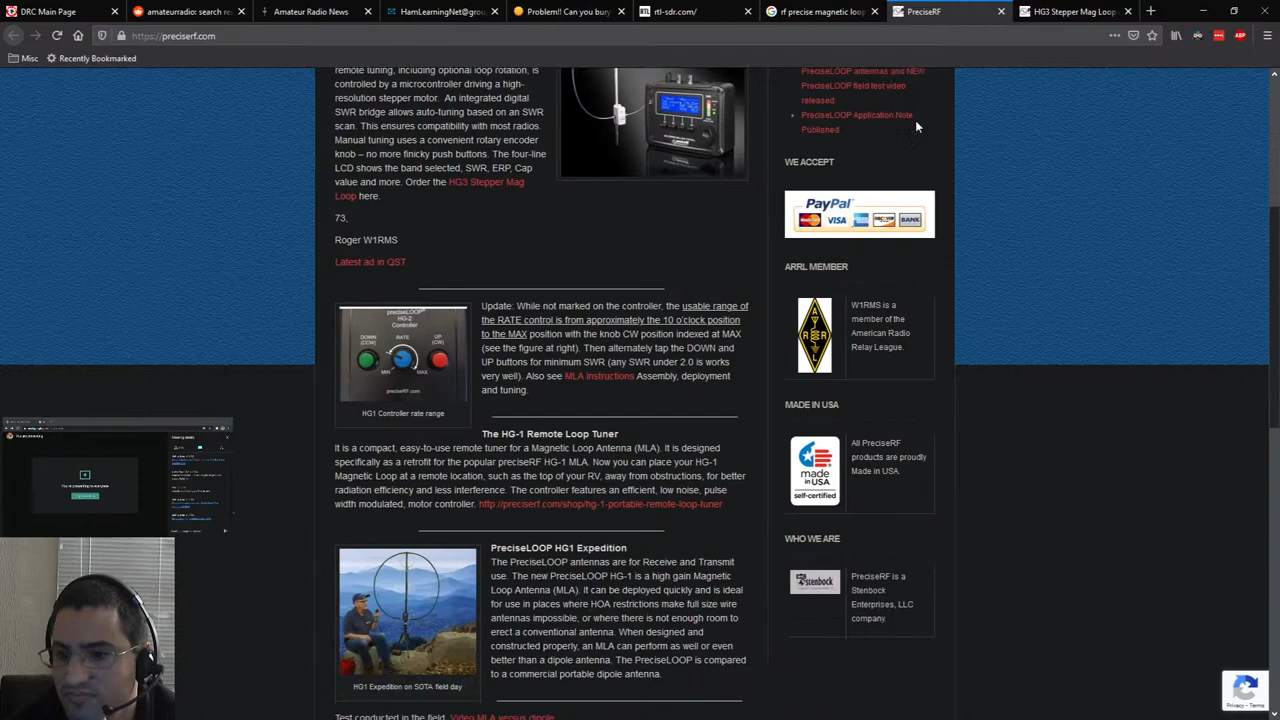 DRC Main Page
amateurradio: search res
Amateur Radio News
HamLearningNet@grou
Problem!! Can you bury
rtl-sdr.com/
rf precise magnetic loop
PreciseRF
HG3 Stepper Mag Loop
https://preciserf.com
Misc
Recently Bookmarked
remote tuning, including optional loop rotation, is
controlled by a microcontroller driving a high-
resolution stepper motor. An integrated digital
SWR bridge allows auto-tuning based on an SWR
scan. This ensures compatibility with most radios.
Manual tuning uses a convenient rotary encoder
knob – no more finicky push buttons. The four-line
LCD shows the band selected, SWR, ERP, Cap
value and more. Order the HG3 Stepper Mag
Loop here.
73,
Roger W1RMS
Latest ad in QST
preciseLOOP
HG-2
Controller
DOWN
(CCW)
RATE
UP
(CW)
MIN
MAX
preciseRF.com
HG1 Controller rate range
Update: While not marked on the controller, the usable range of
the RATE control is from approximately the 10 o'clock position
to the MAX position with the knob CW position indexed at MAX
(see the figure at right). Then alternately tap the DOWN and
UP buttons for minimum SWR (any SWR under 2.0 is works
very well). Also see MLA Instructions Assembly, deployment
and tuning.
The HG-1 Remote Loop Tuner
It is a compact, easy-to-use remote tuner for a Magnetic Loop Antenna (MLA). It is designed
specifically as a retrofit for the popular preciseRF HG-1 MLA. Now you can place your HG-1
Magnetic Loop at a remote location, such as the top of your RV, away from obstructions, for better
radiation efficiency and less interference. The controller features an efficient, low noise, pulse
width modulated, motor controller. http://preciserf.com/shop/hg-1-portable-remote-loop-tuner
PreciseLOOP HG1 Expedition
The PreciseLOOP antennas are for Receive and Transmit
use. The new PreciseLOOP HG-1 is a high gain Magnetic
Loop Antenna (MLA). It can be deployed quickly and is ideal
for use in places where HOA restrictions make full size wire
antennas impossible, or where there is not enough room to
erect a conventional antenna. When designed and
constructed properly, an MLA can perform as well or even
better than a dipole antenna. The PreciseLOOP is compared
to a commercial portable dipole antenna.
HG1 Expedition on SOTA field day
Test conducted in the field. Video MLA versus dipole
PreciseLOOP antennas and NEW
PreciseLOOP field test video
released
PreciseLOOP Application Note
Published
WE ACCEPT
PayPal
MasterCard
VISA
DISCOVER
BANK
ARRL MEMBER
A
R R
L
W1RMS is a
member of the
American Radio
Relay League.
MADE IN USA
made in
USA
self-certified
All PreciseRF
products are proudly
Made in USA.
WHO WE ARE
Stenbock
PreciseRF is a
Stenbock
Enterprises, LLC
company.
Privacy - Terms
ABP